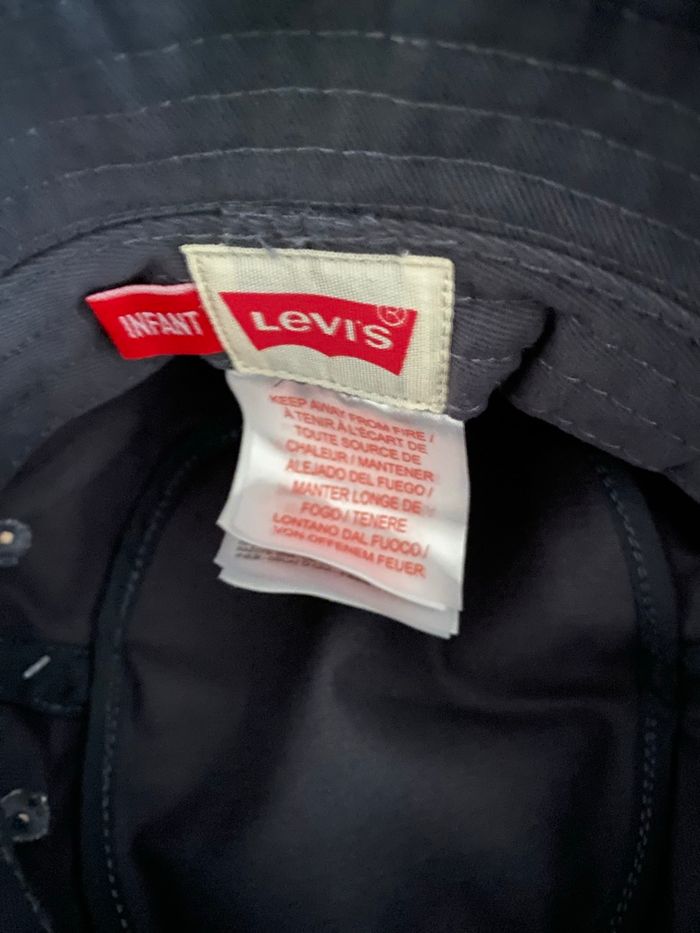 INFANT
LeVI'S®
KEEP AWAY FROM FIRE /
À TENIR À L'ÉCART DE
TOUTE SOURCE DE
CHALEUR / MANTENER
ALEJADO DEL FUEGO /
MANTER LONGE DE
FOGO / TENERE
LONTANO DAL FUOCO /
VON OFFENEM FEUER